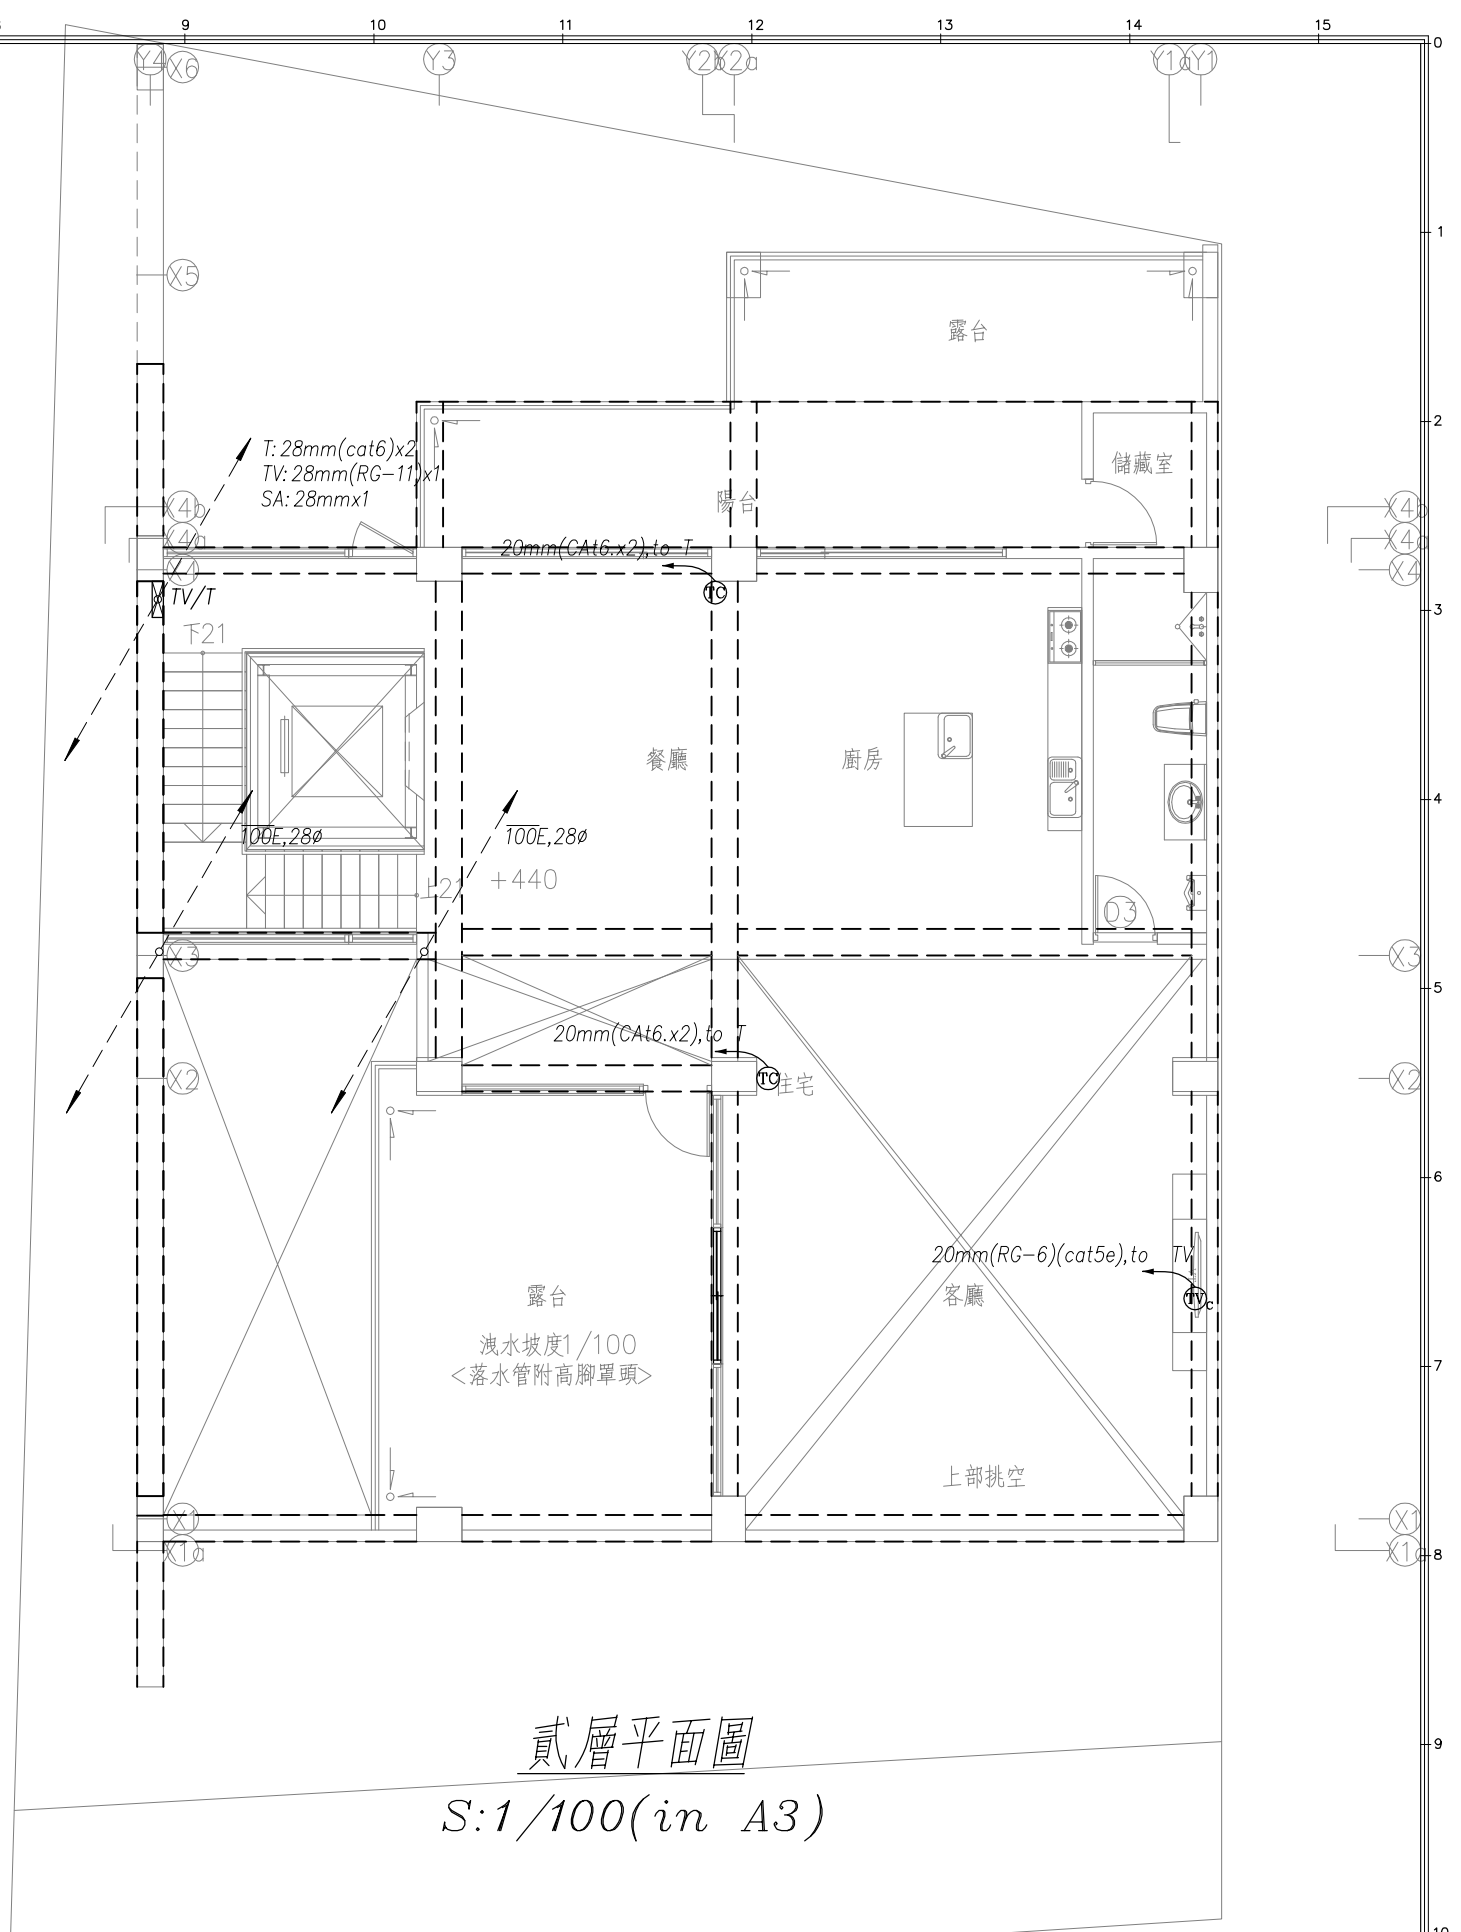 9 10 11 12 13 14 15
0
Y4 X6 Y3 Y2b Y2a Y1a Y1
1
X5
露台
2
T:28mm(cat6)x2
TV:28mm(RG-11)x1
SA:28mmx1
儲藏室
陽台
X4b X4b
X4a X4a
20mm(CAt6.x2),to T
X4 X4
TV/T
TC
3
下21
餐廳 廚房
4
100E,28ø 100E,28ø
上21 +440
D3
X3 X3
5
20mm(CAt6.x2),to T
X2 TC 住宅 X2
6
20mm(RG-6)(cat5e),to TV
露台 客廳 TVc
洩水坡度1/100
<落水管附高腳罩頭>
7
上部挑空
X1 X1
X1a X1a
8
貳層平面圖
9
S:1/100(in A3)
10